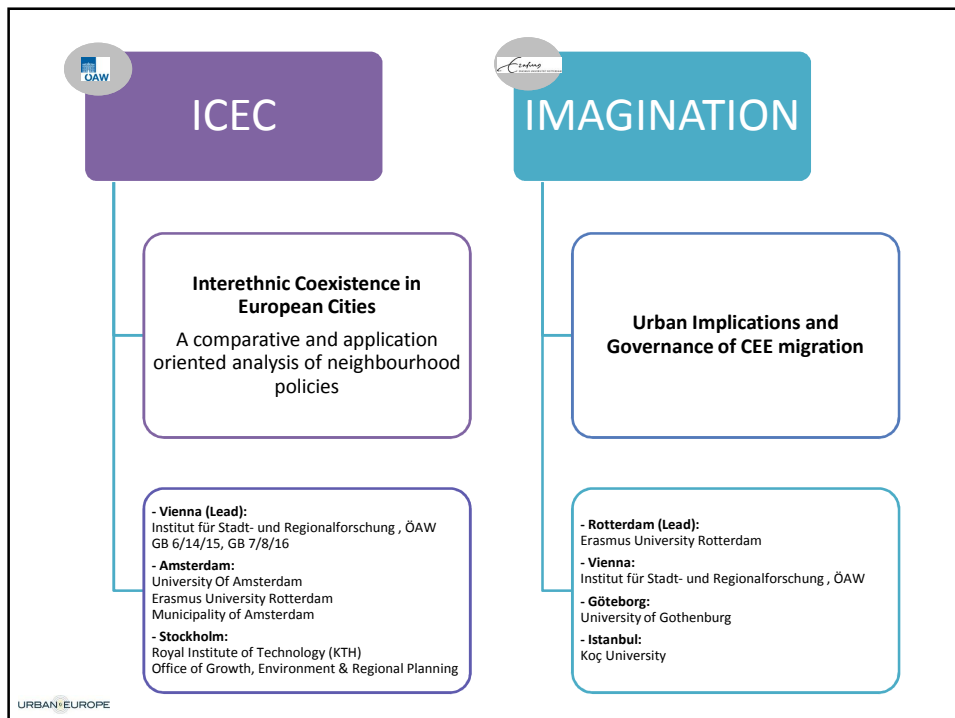 ÖAW
ICEC
Interethnic Coexistence in
European Cities
A comparative and application
oriented analysis of neighbourhood
policies
- Vienna (Lead):
Institut für Stadt- und Regionalforschung , ÖAW
GB 6/14/15, GB 7/8/16
- Amsterdam:
University Of Amsterdam
Erasmus University Rotterdam
Municipality of Amsterdam
- Stockholm:
Royal Institute of Technology (KTH)
Office of Growth, Environment & Regional Planning
Erasmus
ERASMUS UNIVERSITEIT ROTTERDAM
IMAGINATION
Urban Implications and
Governance of CEE migration
- Rotterdam (Lead):
Erasmus University Rotterdam
- Vienna:
Institut für Stadt- und Regionalforschung , ÖAW
- Göteborg:
University of Gothenburg
- Istanbul:
Koç University
URBAN EUROPE